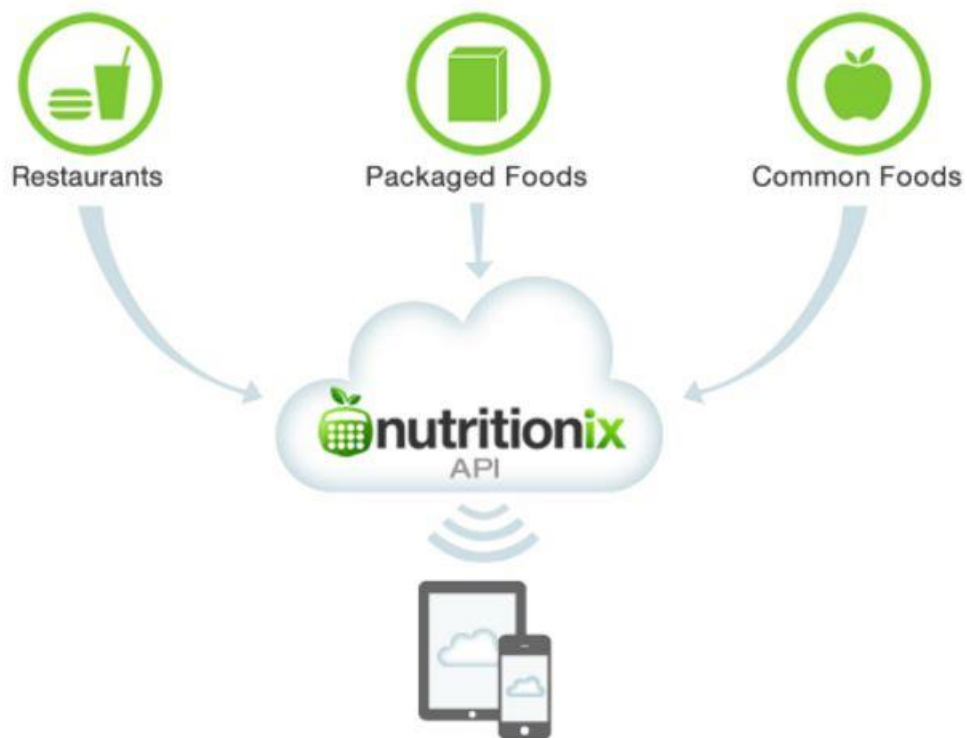 Restaurants
Packaged Foods
Common Foods
nutritionix
API